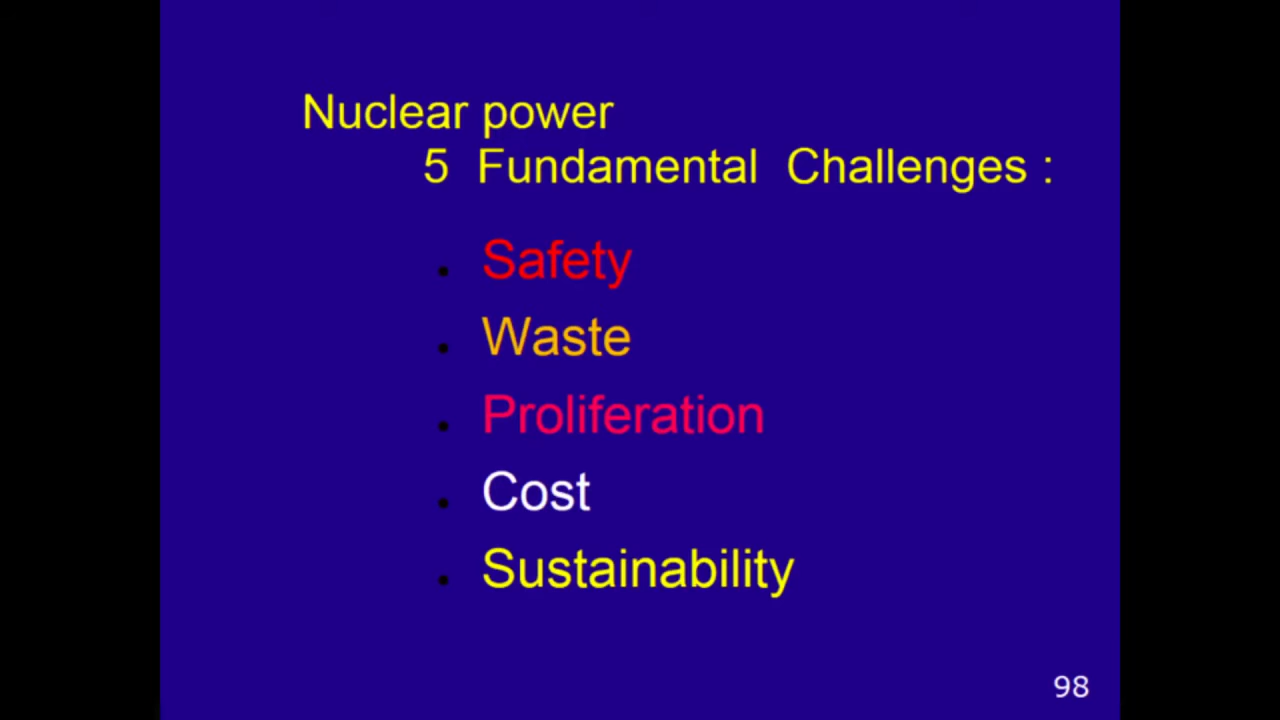 Nuclear power
5 Fundamental Challenges :
• Safety
• Waste
• Proliferation
• Cost
• Sustainability
98